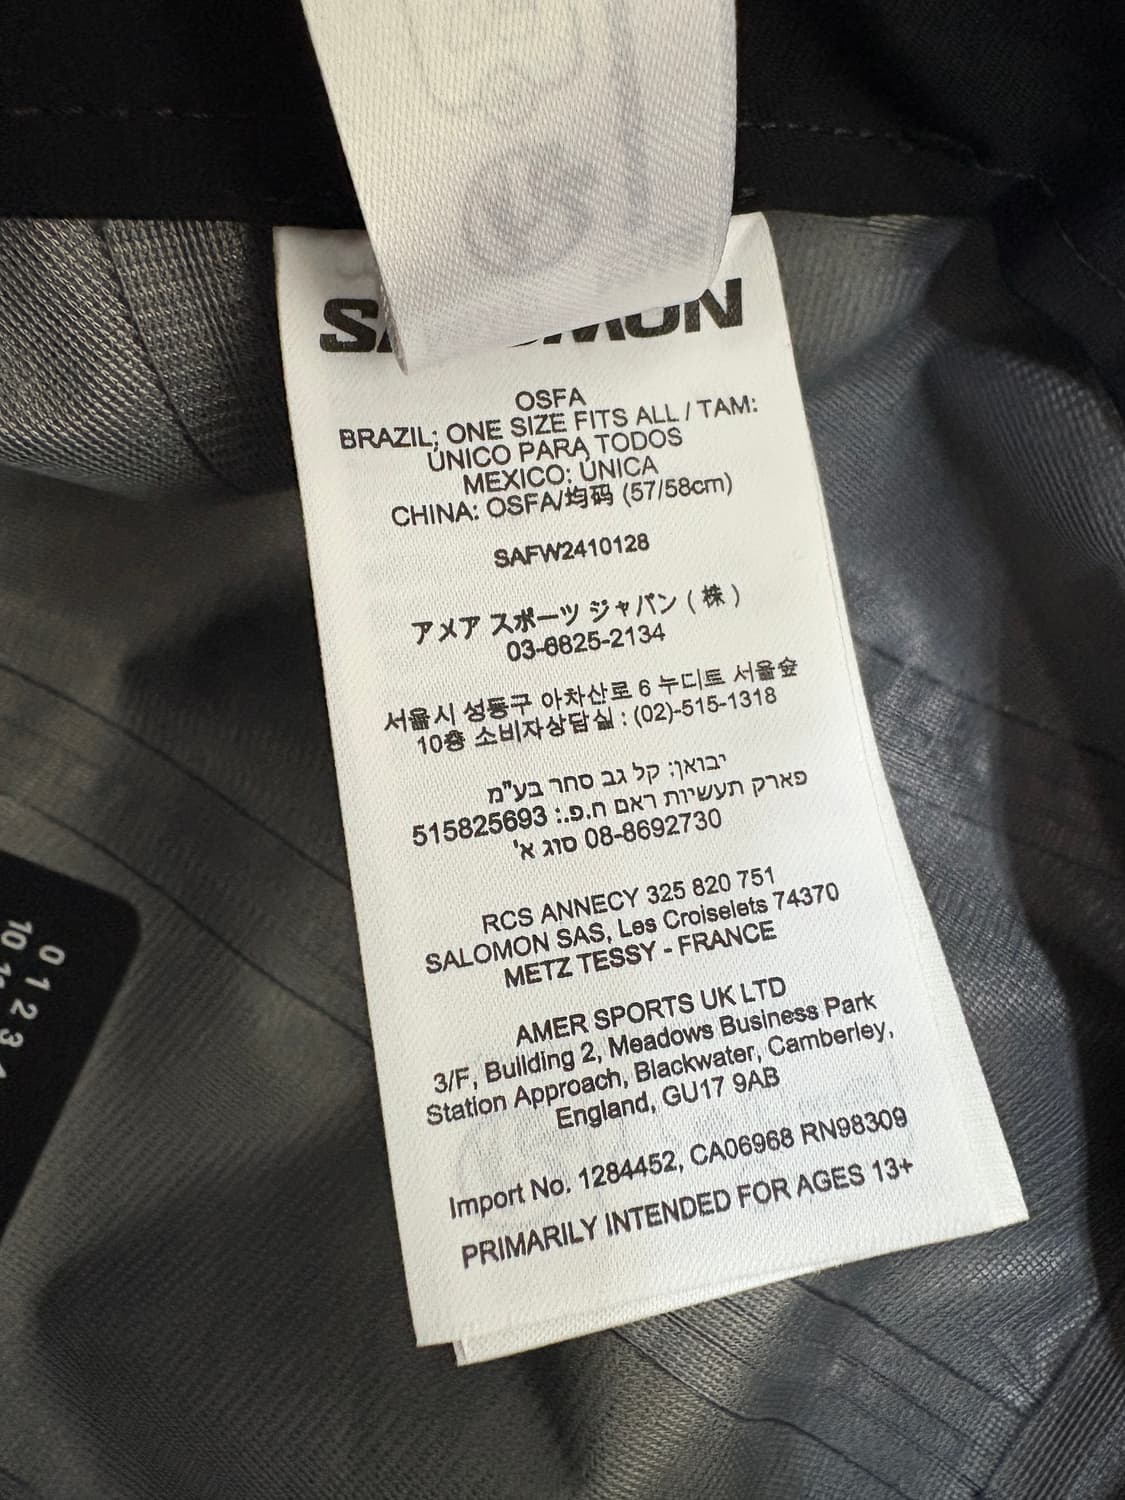 SALOMON
OSFA
BRAZIL; ONE SIZE FITS ALL / TAM:
ÚNICO PARA TODOS
MEXICO: ÚNICA
CHINA: OSFA/均码 (57/58cm)
SAFW2410128
アメア スポーツ ジャパン ( 株 )
03-6825-2134
서울시 성동구 아차산로 6 누디트 서울숲
10층 소비자상담실 : (02)-515-1318
יבואן: קל גב סחר בע"מ
פארק תעשיות ראם ח.פ.: 515825693
08-8692730 סוג א'
RCS ANNECY 325 820 751
SALOMON SAS, Les Croiselets 74370
METZ TESSY - FRANCE
AMER SPORTS UK LTD
3/F, Building 2, Meadows Business Park
Station Approach, Blackwater, Camberley,
England, GU17 9AB
Import No. 1284452, CA06968 RN98309
PRIMARILY INTENDED FOR AGES 13+
0 1 2 3
10